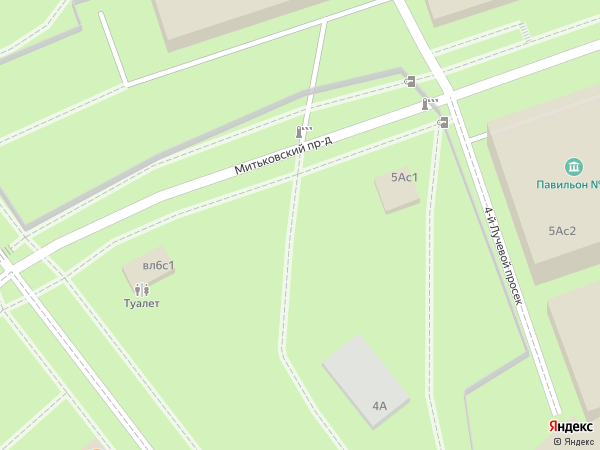 Митьковский пр-д
5Ас1
Павильон №
5Ас2
4-й Лучевой просек
вл6с1
Туалет
4А
Яндекс
© Яндекс